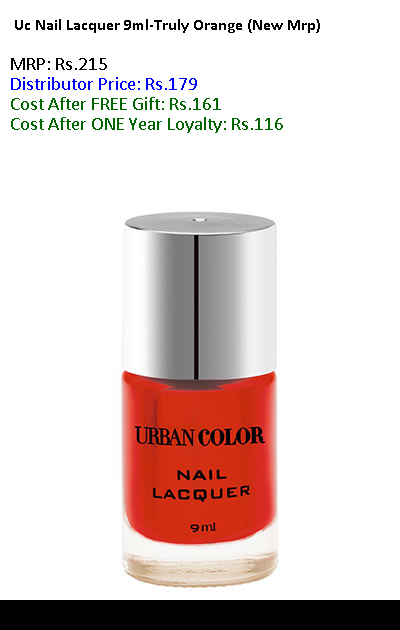 Uc Nail Lacquer 9ml-Truly Orange (New Mrp)
MRP: Rs.215
Distributor Price: Rs.179
Cost After FREE Gift: Rs.161
Cost After ONE Year Loyalty: Rs.116
URBAN COLOR
NAIL
LACQUER
9ml